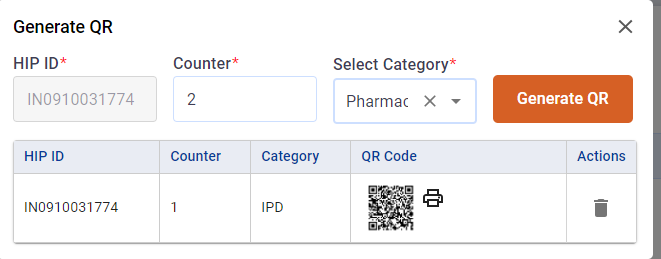 Generate QR
HIP ID* Counter* Select Category*
IN0910031774 2 Pharmac Generate QR
HIP ID Counter Category QR Code Actions
IN0910031774 1 IPD